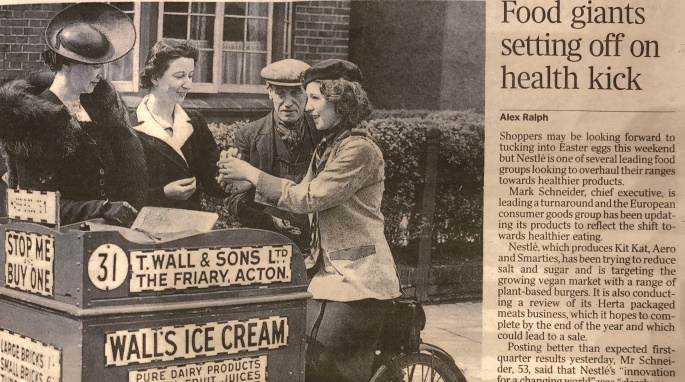 STOP ME
BUY ONE
31
T. WALL & SONS LTD
THE FRIARY, ACTON.
WALL'S ICE CREAM
PURE DAIRY PRODUCTS
FRUIT JUICES
LARGE BRICKS
SMALL BRICKS
Food giants
setting off on
health kick
Alex Ralph
Shoppers may be looking forward to
tucking into Easter eggs this weekend
but Nestlé is one of several leading food
groups looking to overhaul their ranges
towards healthier products.
Mark Schneider, chief executive, is
leading a turnaround and the European
consumer goods group has been updat-
ing its products to reflect the shift to-
wards healthier eating.
Nestlé, which produces Kit Kat, Aero
and Smarties, has been trying to reduce
salt and sugar and is targeting the
growing vegan market with a range of
plant-based burgers. It is also conduct-
ing a review of its Herta packaged
meats business, which it hopes to com-
plete by the end of the year and which
could lead to a sale.
Posting better than expected first-
quarter results yesterday, Mr Schnei-
der, 53, said that Nestlé's "innovation
for a changing world"